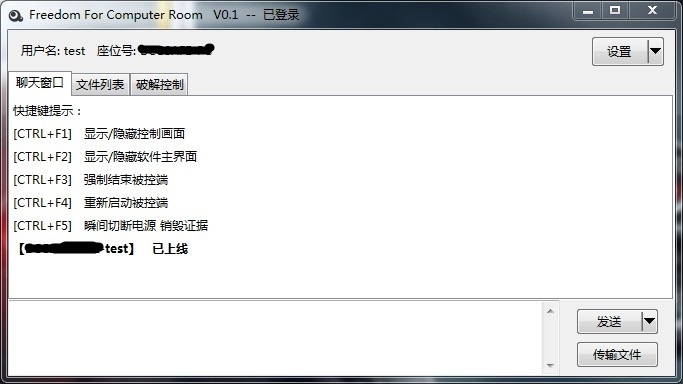 Freedom For Computer Room V0.1 -- 已登录
用户名: test 座位号:
设置
聊天窗口 文件列表 破解控制
快捷键提示：
[CTRL+F1] 显示/隐藏控制画面
[CTRL+F2] 显示/隐藏软件主界面
[CTRL+F3] 强制结束被控端
[CTRL+F4] 重新启动被控端
[CTRL+F5] 瞬间切断电源 销毁证据
【 test】 已上线
发送
传输文件